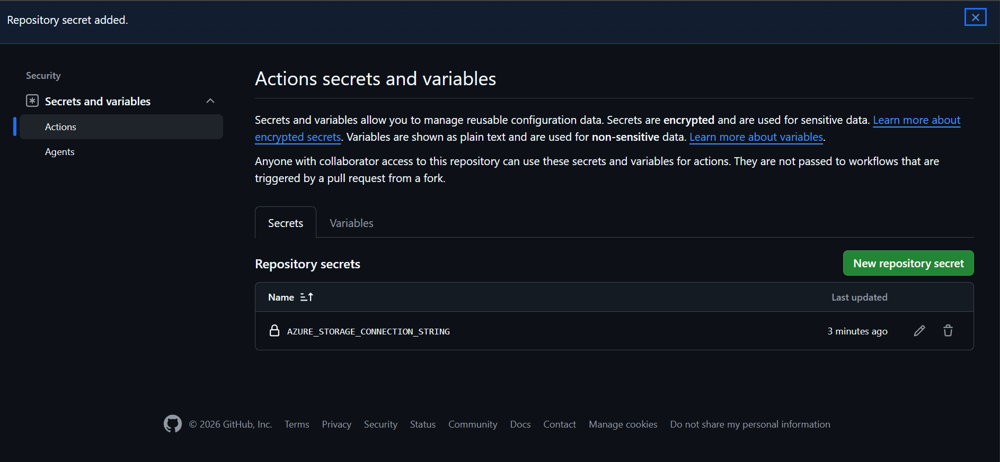 Repository secret added.
Security
Secrets and variables
Actions
Agents
Actions secrets and variables
Secrets and variables allow you to manage reusable configuration data. Secrets are encrypted and are used for sensitive data. Learn more about
encrypted secrets. Variables are shown as plain text and are used for non-sensitive data. Learn more about variables.
Anyone with collaborator access to this repository can use these secrets and variables for actions. They are not passed to workflows that are
triggered by a pull request from a fork.
Secrets Variables
Repository secrets
New repository secret
Name Last updated
AZURE_STORAGE_CONNECTION_STRING 3 minutes ago
© 2026 GitHub, Inc. Terms Privacy Security Status Community Docs Contact Manage cookies Do not share my personal information